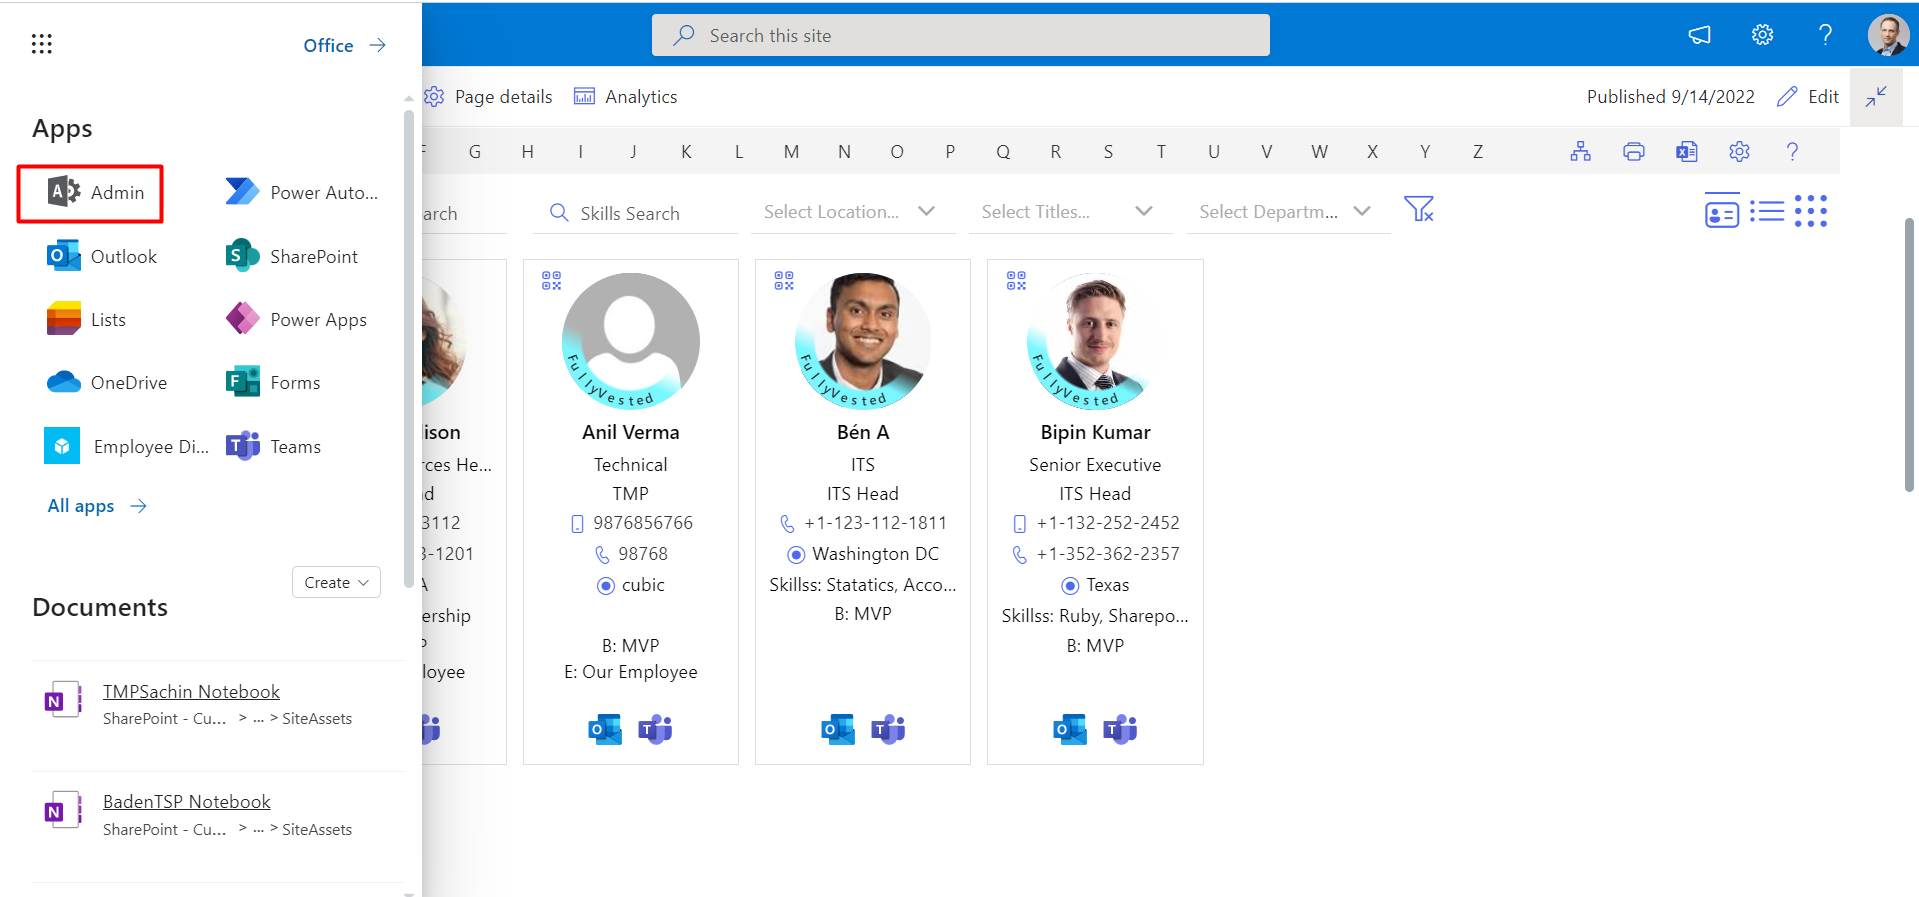 Office
Search this site
Page details
Analytics
Published 9/14/2022
Edit
Apps
F G H I J K L M N O P Q R S T U V W X Y Z
Admin
Power Auto...
arch
Skills Search
Select Location...
Select Titles...
Select Departm...
Outlook
SharePoint
Lists
Power Apps
OneDrive
Forms
Employee Di...
Teams
All apps
Create
Documents
TMPSachin Notebook
SharePoint - Cu... > ... > SiteAssets
BadenTSP Notebook
SharePoint - Cu... > ... > SiteAssets
ison
rces He...
d
3112
3-1201
A
ership
P
loyee
FullyVested
Anil Verma
Technical
TMP
9876856766
98768
cubic
B: MVP
E: Our Employee
FullyVested
Bén A
ITS
ITS Head
+1-123-112-1811
Washington DC
Skillss: Statatics, Acco...
B: MVP
FullyVested
Bipin Kumar
Senior Executive
ITS Head
+1-132-252-2452
+1-352-362-2357
Texas
Skillss: Ruby, Sharepo...
B: MVP